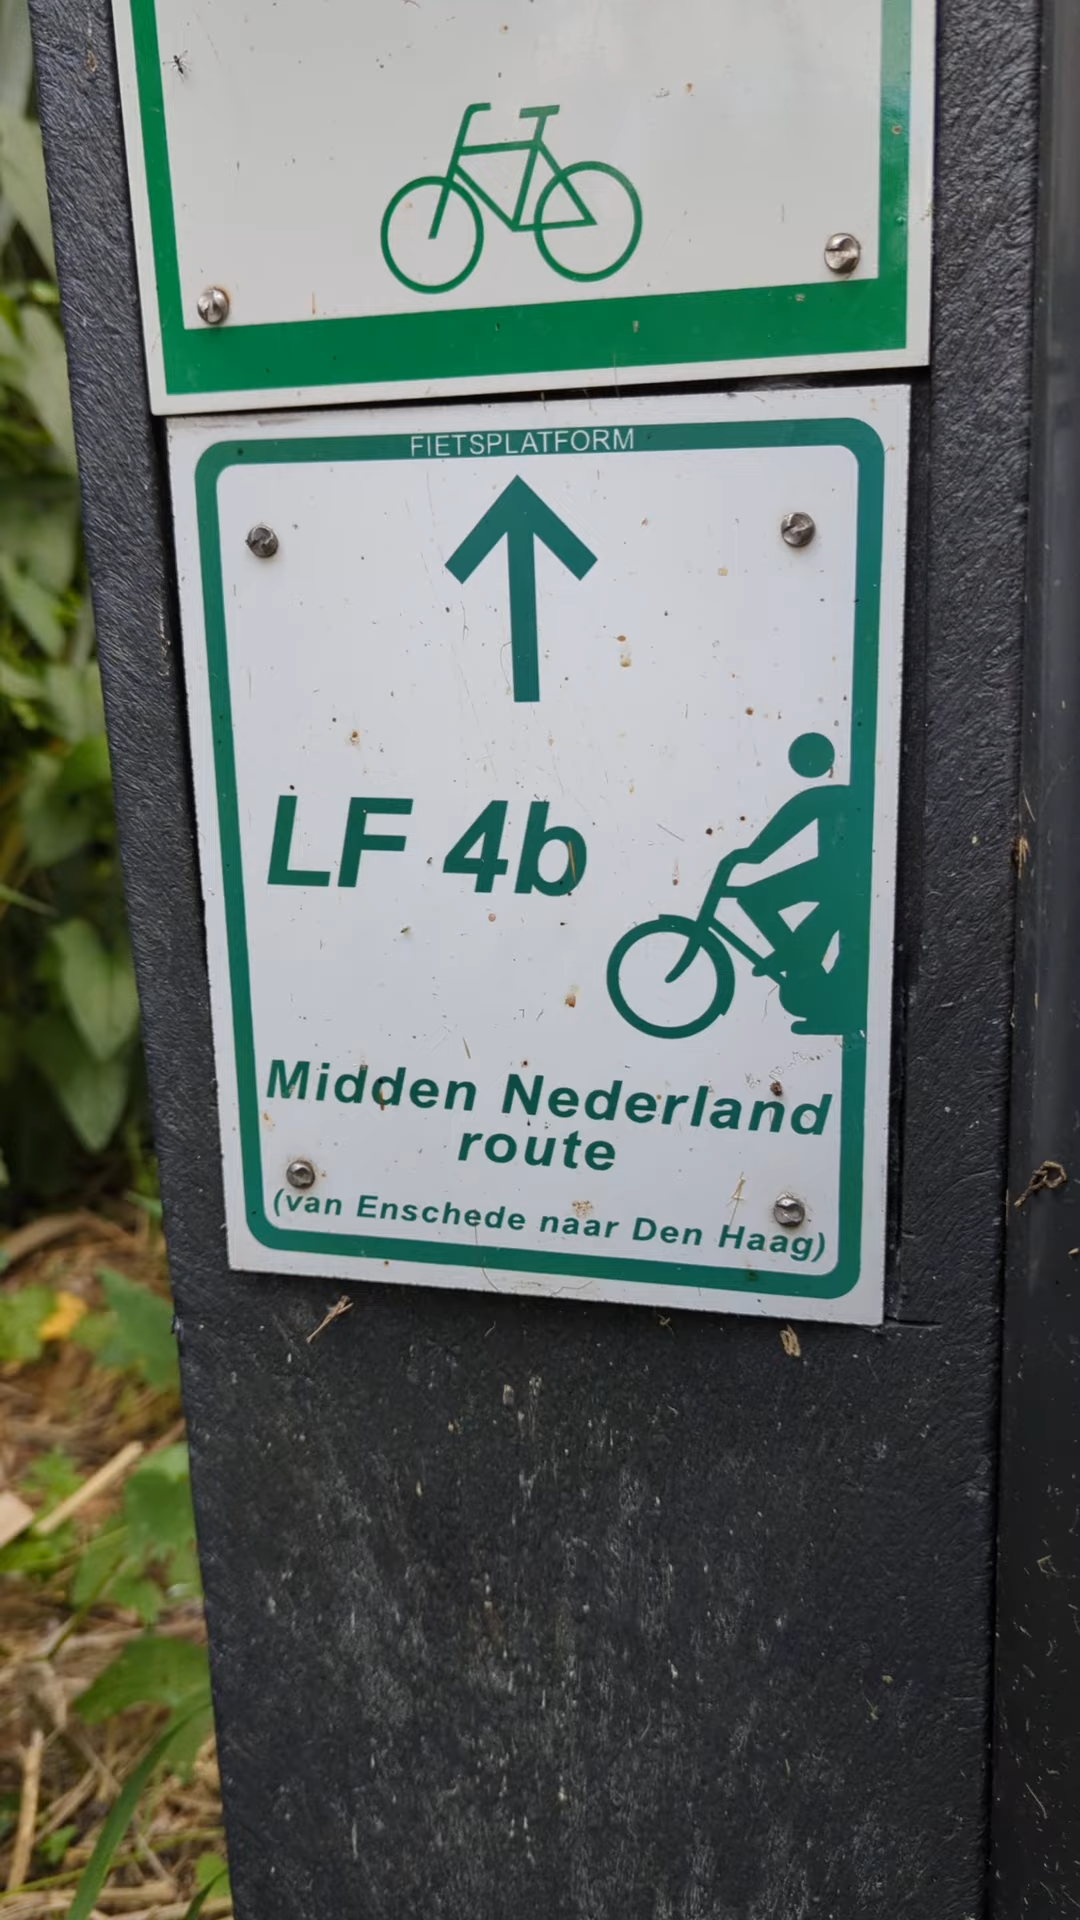 FIETSPLATFORM
LF 4b
Midden Nederland
route
(van Enschede naar Den Haag)